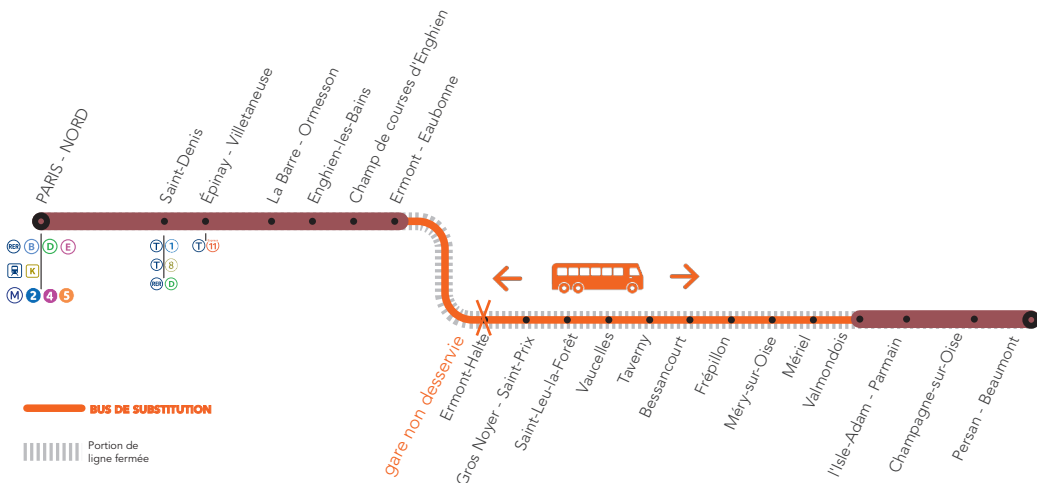 PARIS - NORD
Saint-Denis
Épinay - Villetaneuse
La Barre - Ormesson
Enghien-les-Bains
Champ de courses d'Enghien
Ermont - Eaubonne
RER B D E
K
M 2 4 5
T 1
T 8
RER D
T 11
gare non desservie
Ermont-Halte
Gros Noyer - Saint-Prix
Saint-Leu-la-Forêt
Vaucelles
Taverny
Bessancourt
Frépillon
Méry-sur-Oise
Mériel
Valmondois
l'Isle-Adam - Parmain
Champagne-sur-Oise
Persan - Beaumont
BUS DE SUBSTITUTION
Portion de
ligne fermée